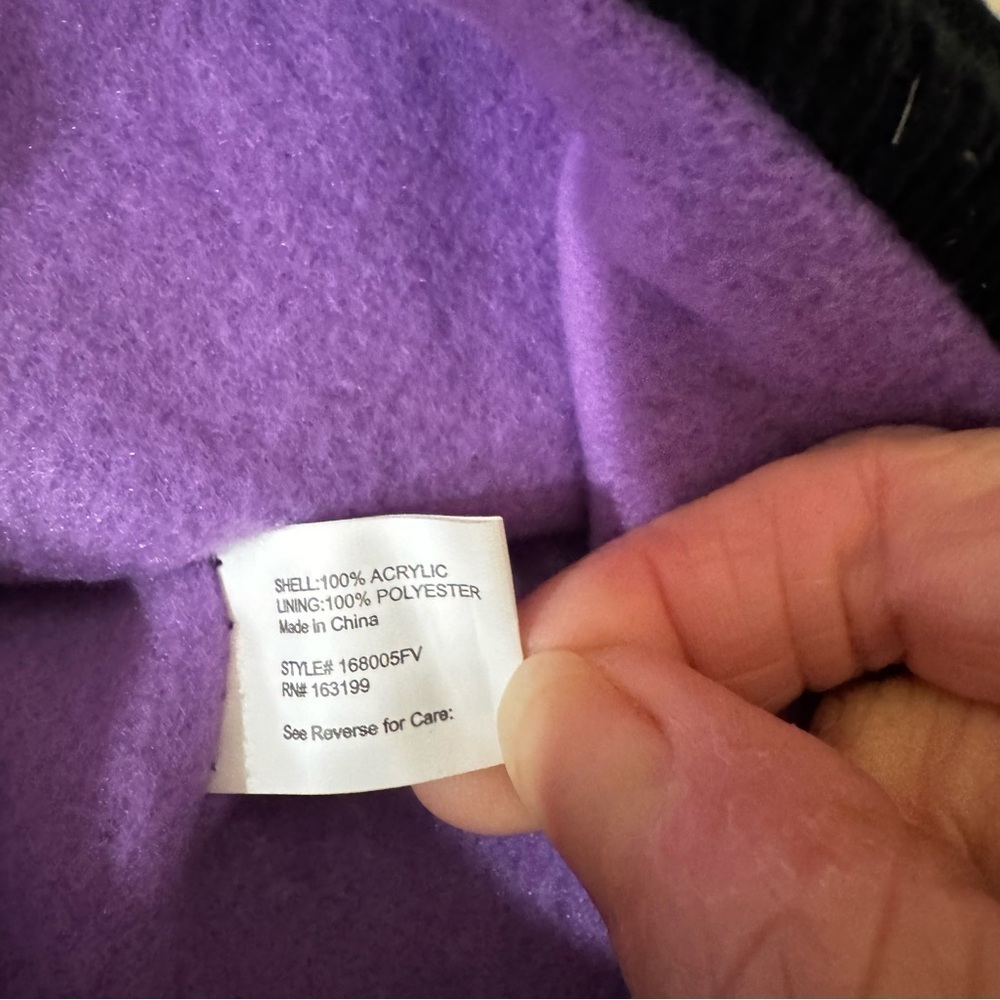 SHELL:100% ACRYLIC
LINING:100% POLYESTER
Made in China
STYLE# 168005FV
RN# 163199
See Reverse for Care: